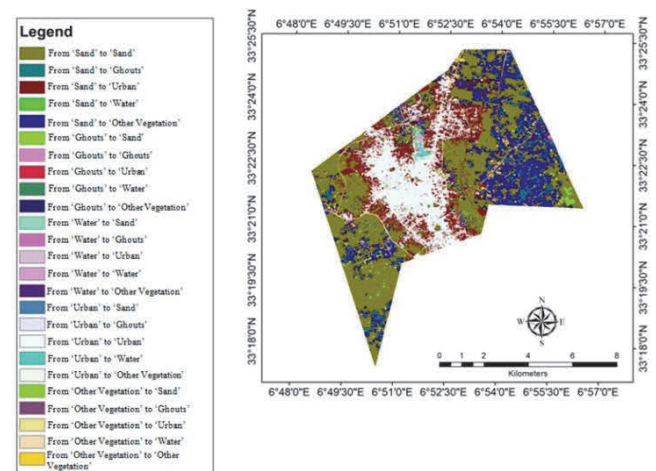 Legend
From 'Sand' to 'Sand'
From 'Sand' to 'Ghouts'
From 'Sand' to 'Urban'
From 'Sand' to 'Water'
From 'Sand' to 'Other Vegetation'
From 'Ghouts' to 'Sand'
From 'Ghouts' to 'Ghouts'
From 'Ghouts' to 'Urban'
From 'Ghouts' to 'Water'
From 'Ghouts' to 'Other Vegetation'
From 'Water' to 'Sand'
From 'Water' to 'Ghouts'
From 'Water' to 'Urban'
From 'Water' to 'Water'
From 'Water' to 'Other Vegetation'
From 'Urban' to 'Sand'
From 'Urban' to 'Ghouts'
From 'Urban' to 'Urban'
From 'Urban' to 'Water'
From 'Urban' to 'Other Vegetation'
From 'Other Vegetation' to 'Sand'
From 'Other Vegetation' to 'Ghouts'
From 'Other Vegetation' to 'Urban'
From 'Other Vegetation' to 'Water'
From 'Other Vegetation' to 'Other
Vegetation'
6°48'0"E 6°49'30"E 6°51'0"E 6°52'30"E 6°54'0"E 6°55'30"E 6°57'0"E
33°25'30"N
33°24'0"N
33°22'30"N
33°21'0"N
33°19'30"N
33°18'0"N
33°25'30"N
33°24'0"N
33°22'30"N
33°21'0"N
33°19'30"N
33°18'0"N
N
W E
S
0 1 2 4 6 8
Kilometers
6°48'0"E 6°49'30"E 6°51'0"E 6°52'30"E 6°54'0"E 6°55'30"E 6°57'0"E